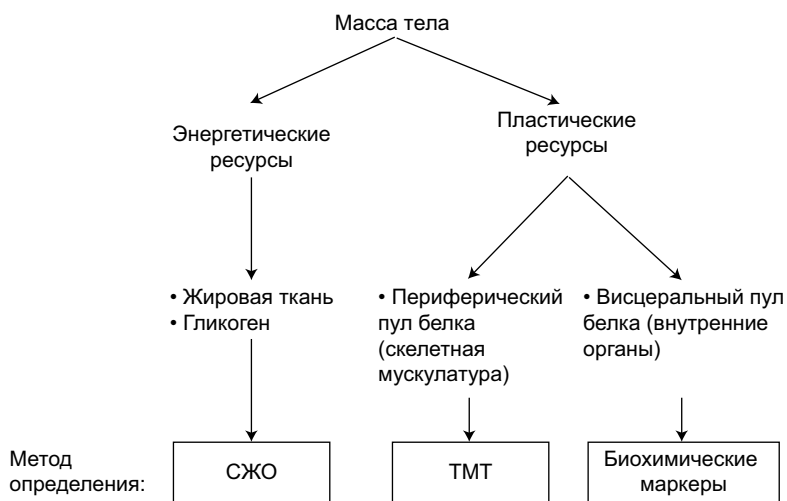 Масса тела
Энергетические
ресурсы
Пластические
ресурсы
• Жировая ткань
• Гликоген
• Периферический
пул белка
(скелетная
мускулатура)
• Висцеральный пул
белка (внутренние
органы)
Метод
определения:
СЖО
ТМТ
Биохимические
маркеры